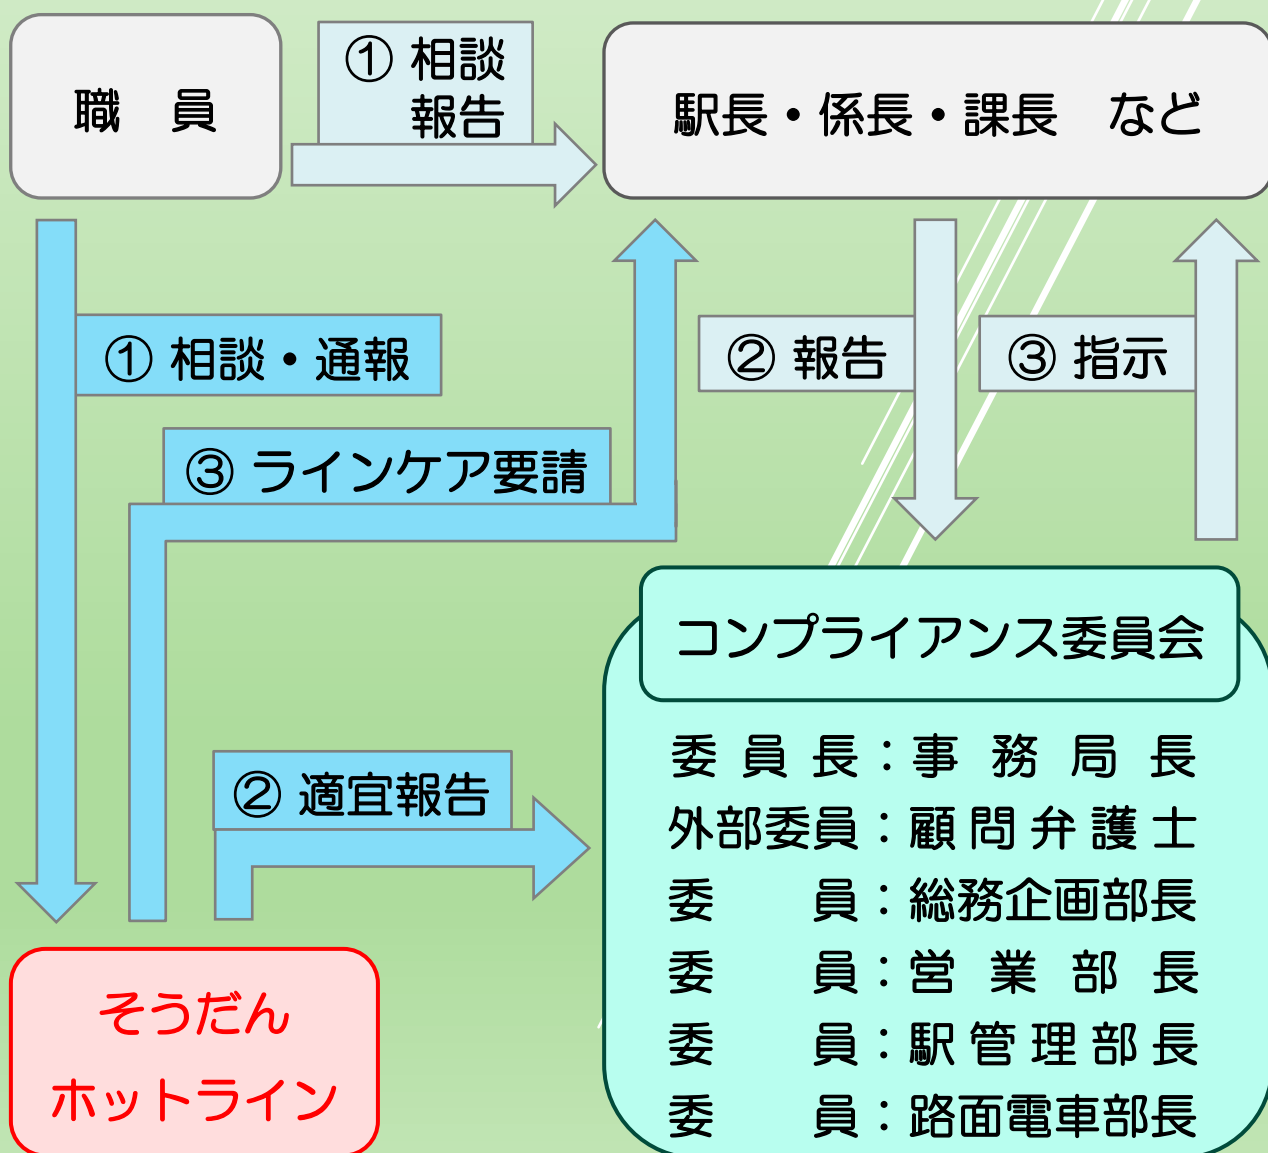 職　員
① 相談
報告
駅長・係長・課長　など
① 相談・通報
② 報告
③ 指示
③ ラインケア要請
② 適宜報告
そうだん
ホットライン
コンプライアンス委員会
委 員 長：事 務 局 長
外部委員：顧 問 弁 護 士
委　　員：総務企画部長
委　　員：営 業 部 長
委　　員：駅 管 理 部 長
委　　員：路面電車部長